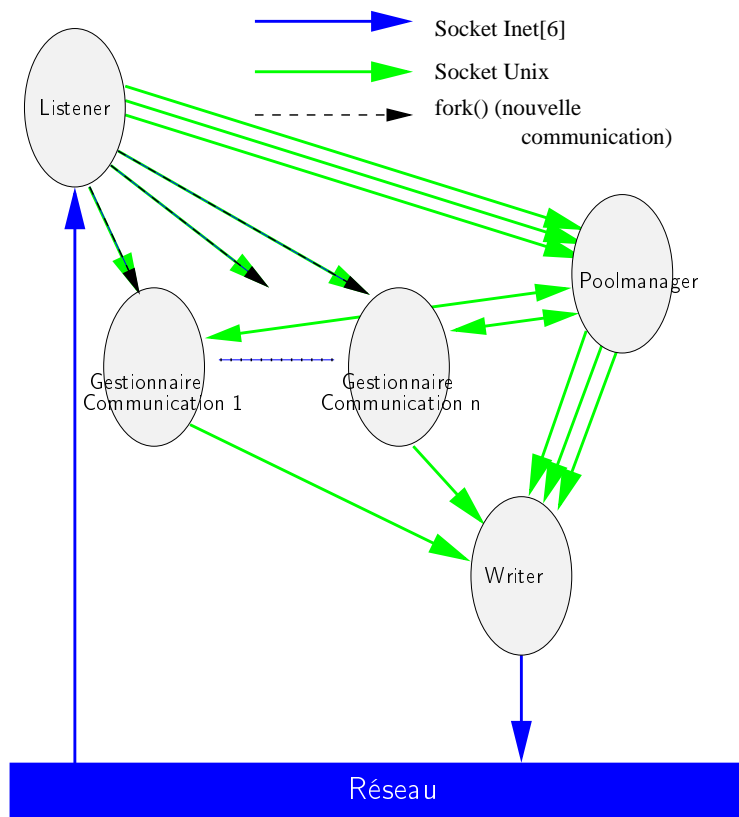 Socket Inet[6]
Socket Unix
fork() (nouvelle
communication)
Listener
Poolmanager
Gestionnaire
Communication 1
Gestionnaire
Communication n
Writer
Réseau